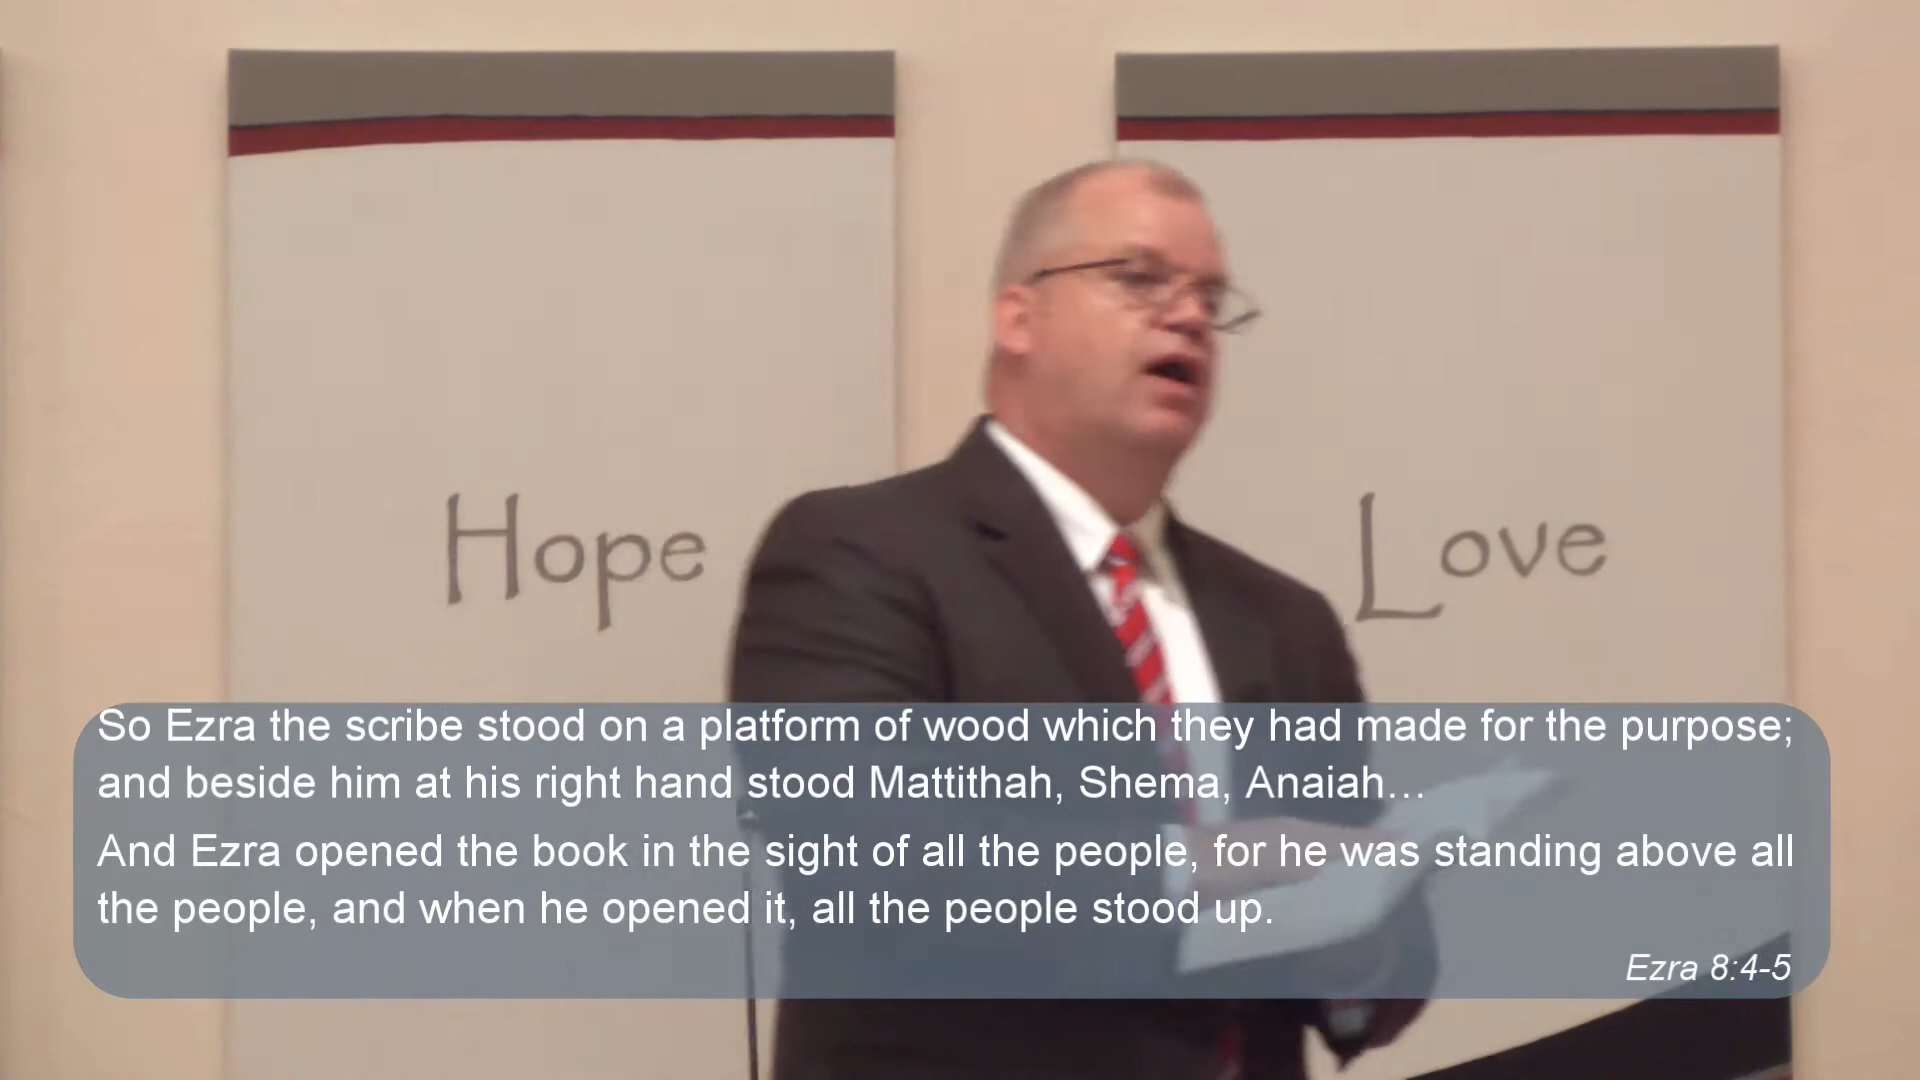 Hope
Love
So Ezra the scribe stood on a platform of wood which they had made for the purpose;
and beside him at his right hand stood Mattithah, Shema, Anaiah…
And Ezra opened the book in the sight of all the people, for he was standing above all
the people, and when he opened it, all the people stood up.
Ezra 8:4-5